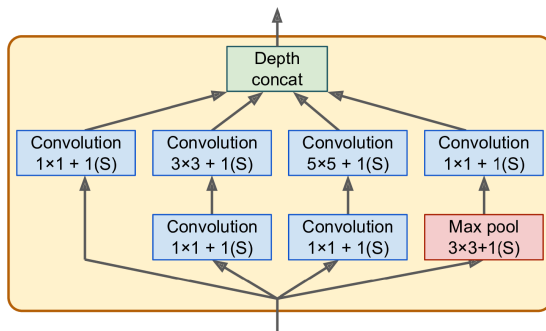 Depth
concat
Convolution
1×1 + 1(S)
Convolution
3×3 + 1(S)
Convolution
5×5 + 1(S)
Convolution
1×1 + 1(S)
Convolution
1×1 + 1(S)
Convolution
1×1 + 1(S)
Max pool
3×3+1(S)